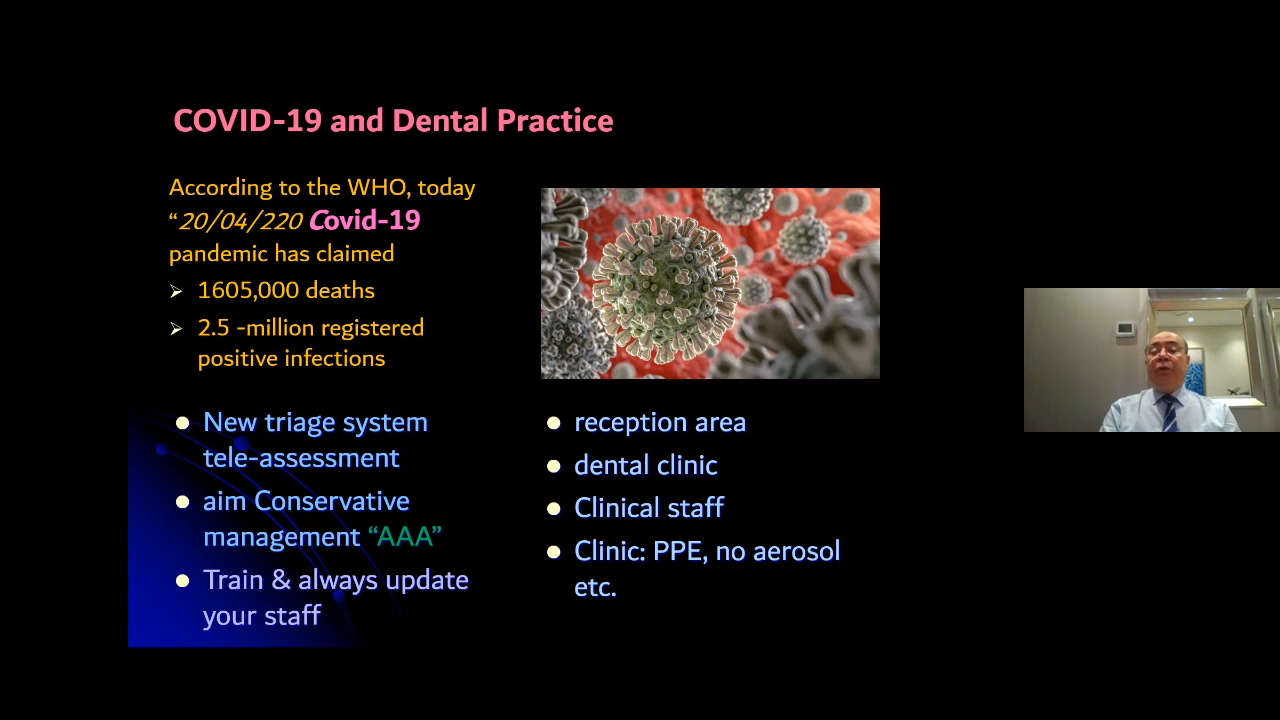 COVID-19 and Dental Practice
According to the WHO, today
“20/04/220 Covid-19
pandemic has claimed
1605,000 deaths
2.5 -million registered
positive infections
New triage system
tele-assessment
aim Conservative
management “AAA”
Train & always update
your staff
reception area
dental clinic
Clinical staff
Clinic: PPE, no aerosol
etc.